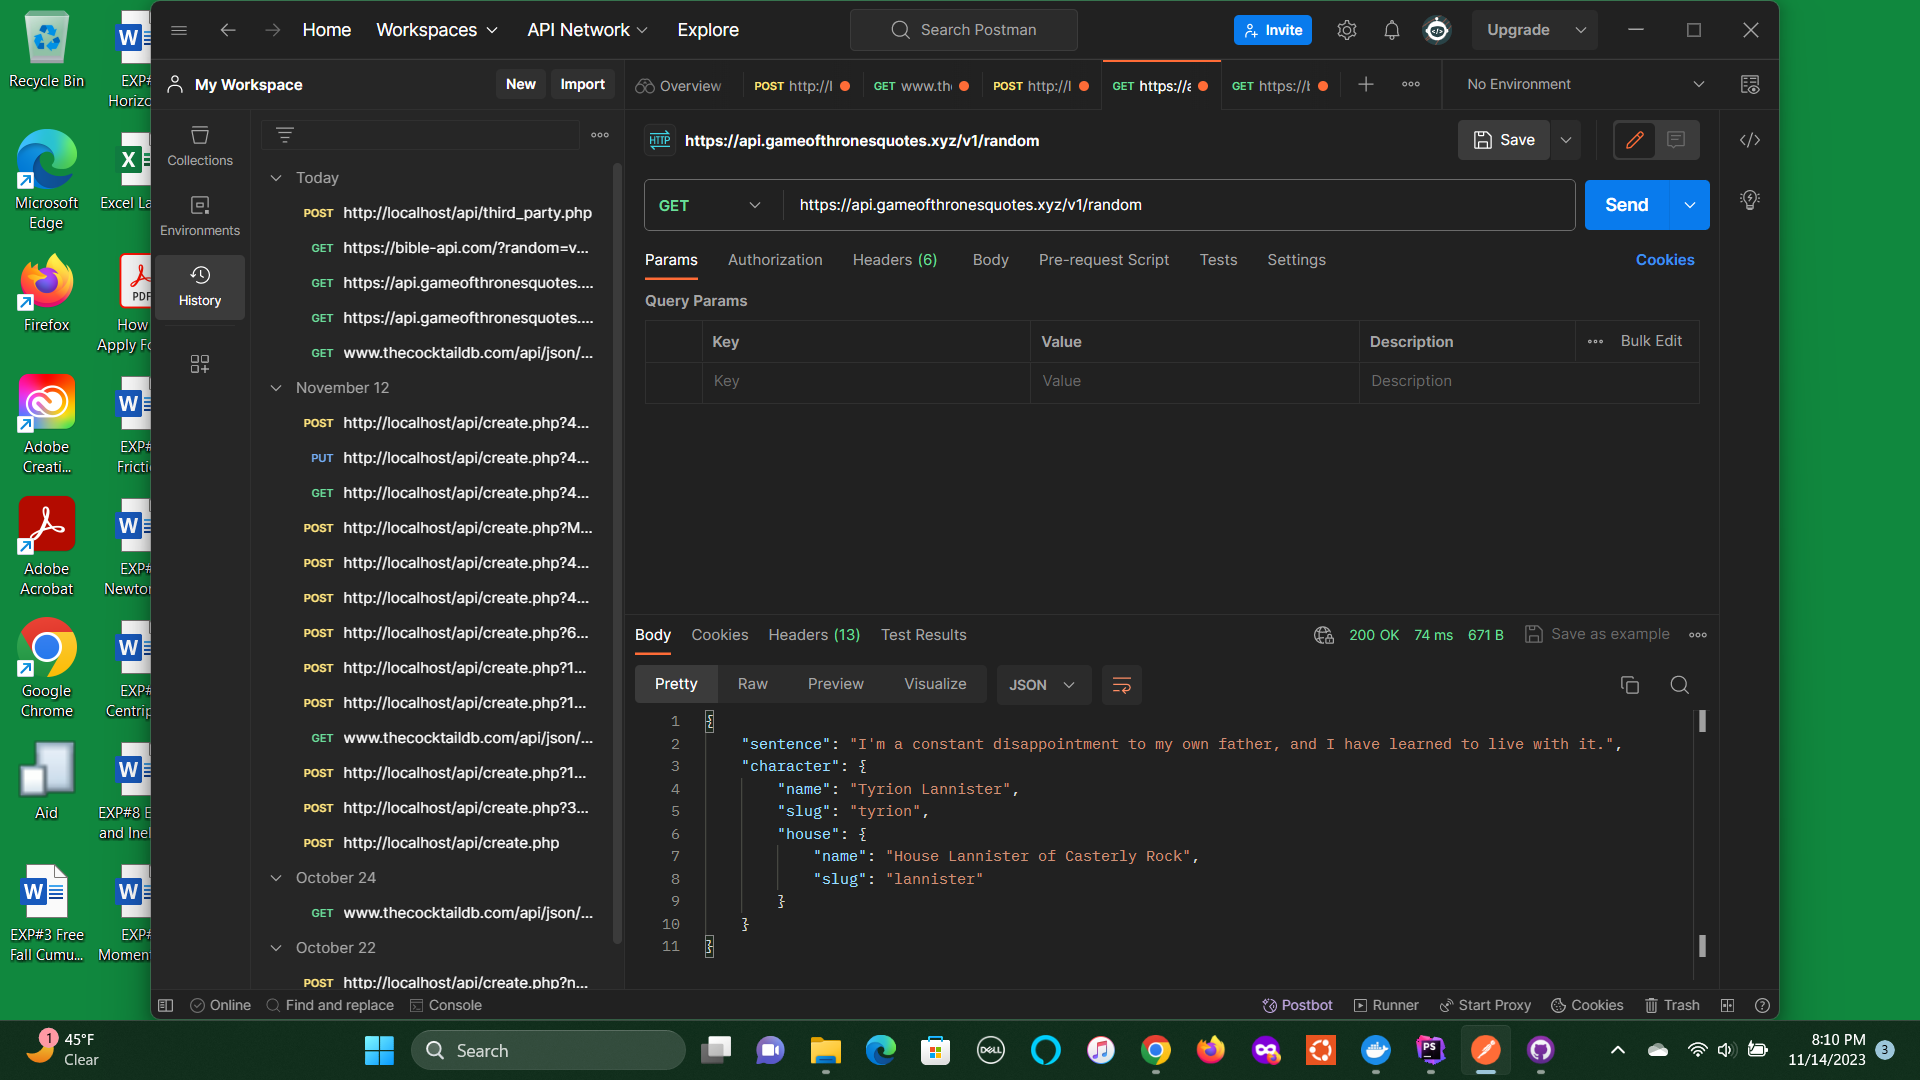 Recycle Bin
EXP#
Horizo
Microsoft
Edge
Excel La
Firefox
PDF
How
Apply Fo
Adobe
Creati...
EXP#
Frictio
Adobe
Acrobat
EXP#
Newton
Google
Chrome
EXP#
Centrip
Aid
EXP#8 E
and Inel
EXP#3 Free
Fall Cumu...
EXP#
Moment
Home
Workspaces
API Network
Explore
Search Postman
Invite
Upgrade
My Workspace
New
Import
Overview
POST http://l
GET www.th
POST http://l
GET https://a
GET https://b
No Environment
Collections
Environments
History
Today
POST http://localhost/api/third_party.php
GET https://bible-api.com/?random=v...
GET https://api.gameofthronesquotes....
GET https://api.gameofthronesquotes....
GET www.thecocktaildb.com/api/json/...
November 12
POST http://localhost/api/create.php?4...
PUT http://localhost/api/create.php?4...
GET http://localhost/api/create.php?4...
POST http://localhost/api/create.php?M...
POST http://localhost/api/create.php?4...
POST http://localhost/api/create.php?4...
POST http://localhost/api/create.php?6...
POST http://localhost/api/create.php?1...
POST http://localhost/api/create.php?1...
GET www.thecocktaildb.com/api/json/...
POST http://localhost/api/create.php?1...
POST http://localhost/api/create.php?3...
POST http://localhost/api/create.php
October 24
GET www.thecocktaildb.com/api/json/...
October 22
POST http://localhost/api/create.php?n...
HTTP https://api.gameofthronesquotes.xyz/v1/random
Save
GET https://api.gameofthronesquotes.xyz/v1/random
Send
Params Authorization Headers (6) Body Pre-request Script Tests Settings Cookies
Query Params
Key Value Description Bulk Edit
Key Value Description
Body Cookies Headers (13) Test Results 200 OK 74 ms 671 B Save as example
Pretty Raw Preview Visualize JSON
1 {
2 "sentence": "I'm a constant disappointment to my own father, and I have learned to live with it.",
3 "character": {
4 "name": "Tyrion Lannister",
5 "slug": "tyrion",
6 "house": {
7 "name": "House Lannister of Casterly Rock",
8 "slug": "lannister"
9 }
10 }
11 }
Online Find and replace Console Postbot Runner Start Proxy Cookies Trash
1
45°F
Clear
Search
DELL
PS
8:10 PM
11/14/2023
3